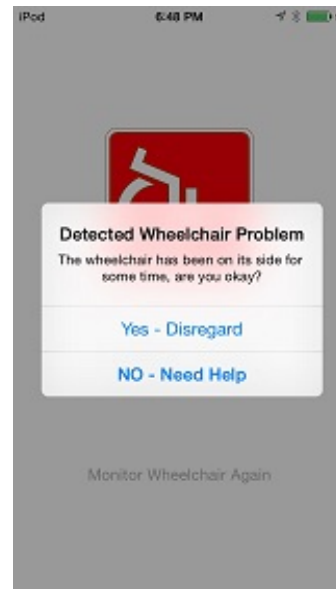 iPod 6:48 PM
Detected Wheelchair Problem
The wheelchair has been on its side for
some time, are you okay?
Yes - Disregard
NO - Need Help
Monitor Wheelchair Again